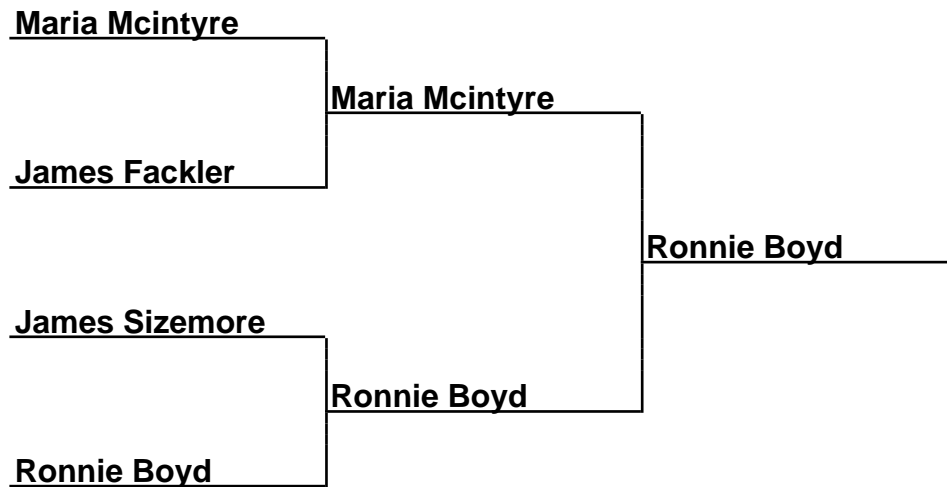 Maria Mcintyre
Maria Mcintyre
James Fackler
Ronnie Boyd
James Sizemore
Ronnie Boyd
Ronnie Boyd